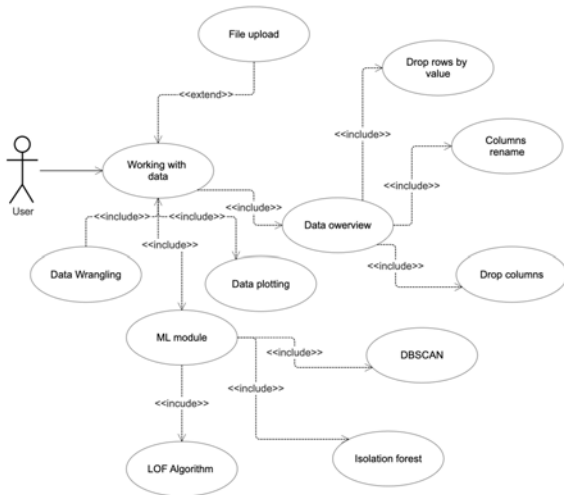 File upload
Drop rows by
value
<<extend>>
<<include>>
Columns
rename
<<include>>
Working with
data
User
<<include>>
Data owerview
<<include>>
<<include>>
<<include>>
<<include>>
Data Wrangling
Data plotting
Drop columns
ML module
<<include>>
DBSCAN
<<include>>
<<incude>>
LOF Algorithm
Isolation forest